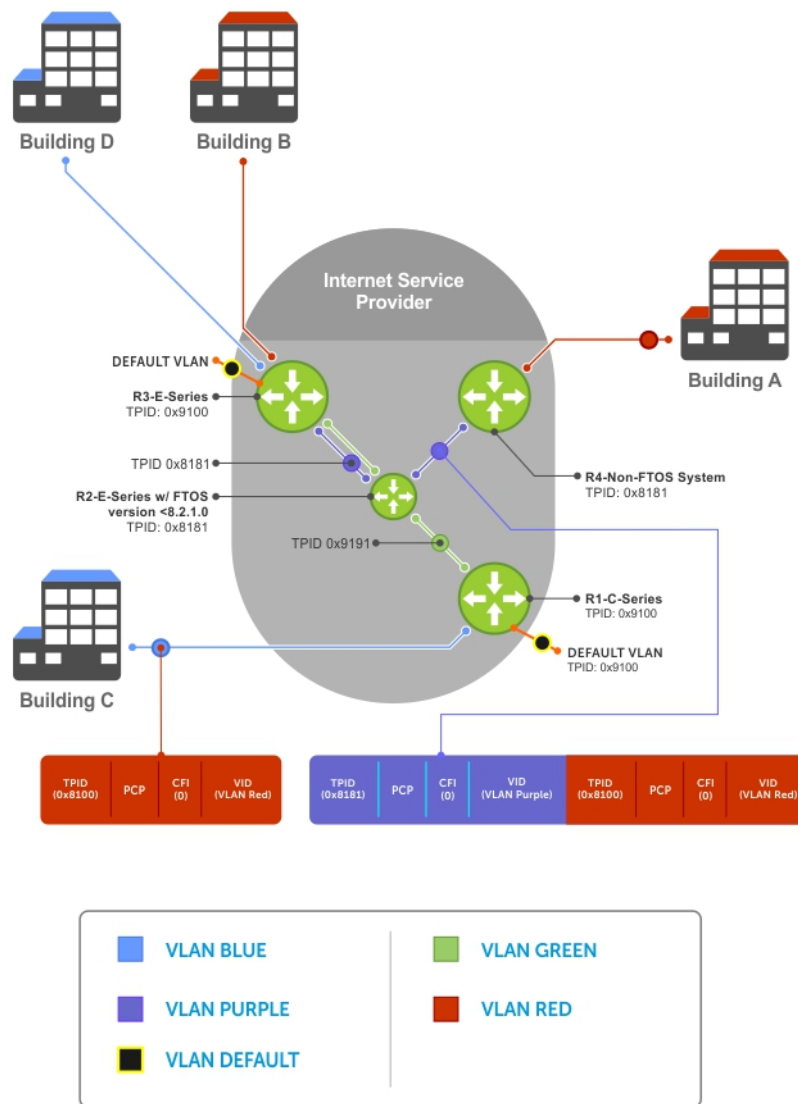 Building D
Building B
Internet Service
Provider
Building A
DEFAULT VLAN
R3-E-Series
TPID: 0x9100
TPID 0x8181
R4-Non-FTOS System
TPID: 0x8181
R2-E-Series w/ FTOS
version <8.2.1.0
TPID: 0x8181
TPID 0x9191
R1-C-Series
TPID: 0x9100
DEFAULT VLAN
TPID: 0x9100
Building C
TPID
(0x8100)
PCP
CFI
(0)
VID
(VLAN Red)
TPID
(0x8181)
PCP
CFI
(0)
VID
(VLAN Purple)
TPID
(0x8100)
PCP
CFI
(0)
VID
(VLAN Red)
VLAN BLUE
VLAN GREEN
VLAN PURPLE
VLAN RED
VLAN DEFAULT